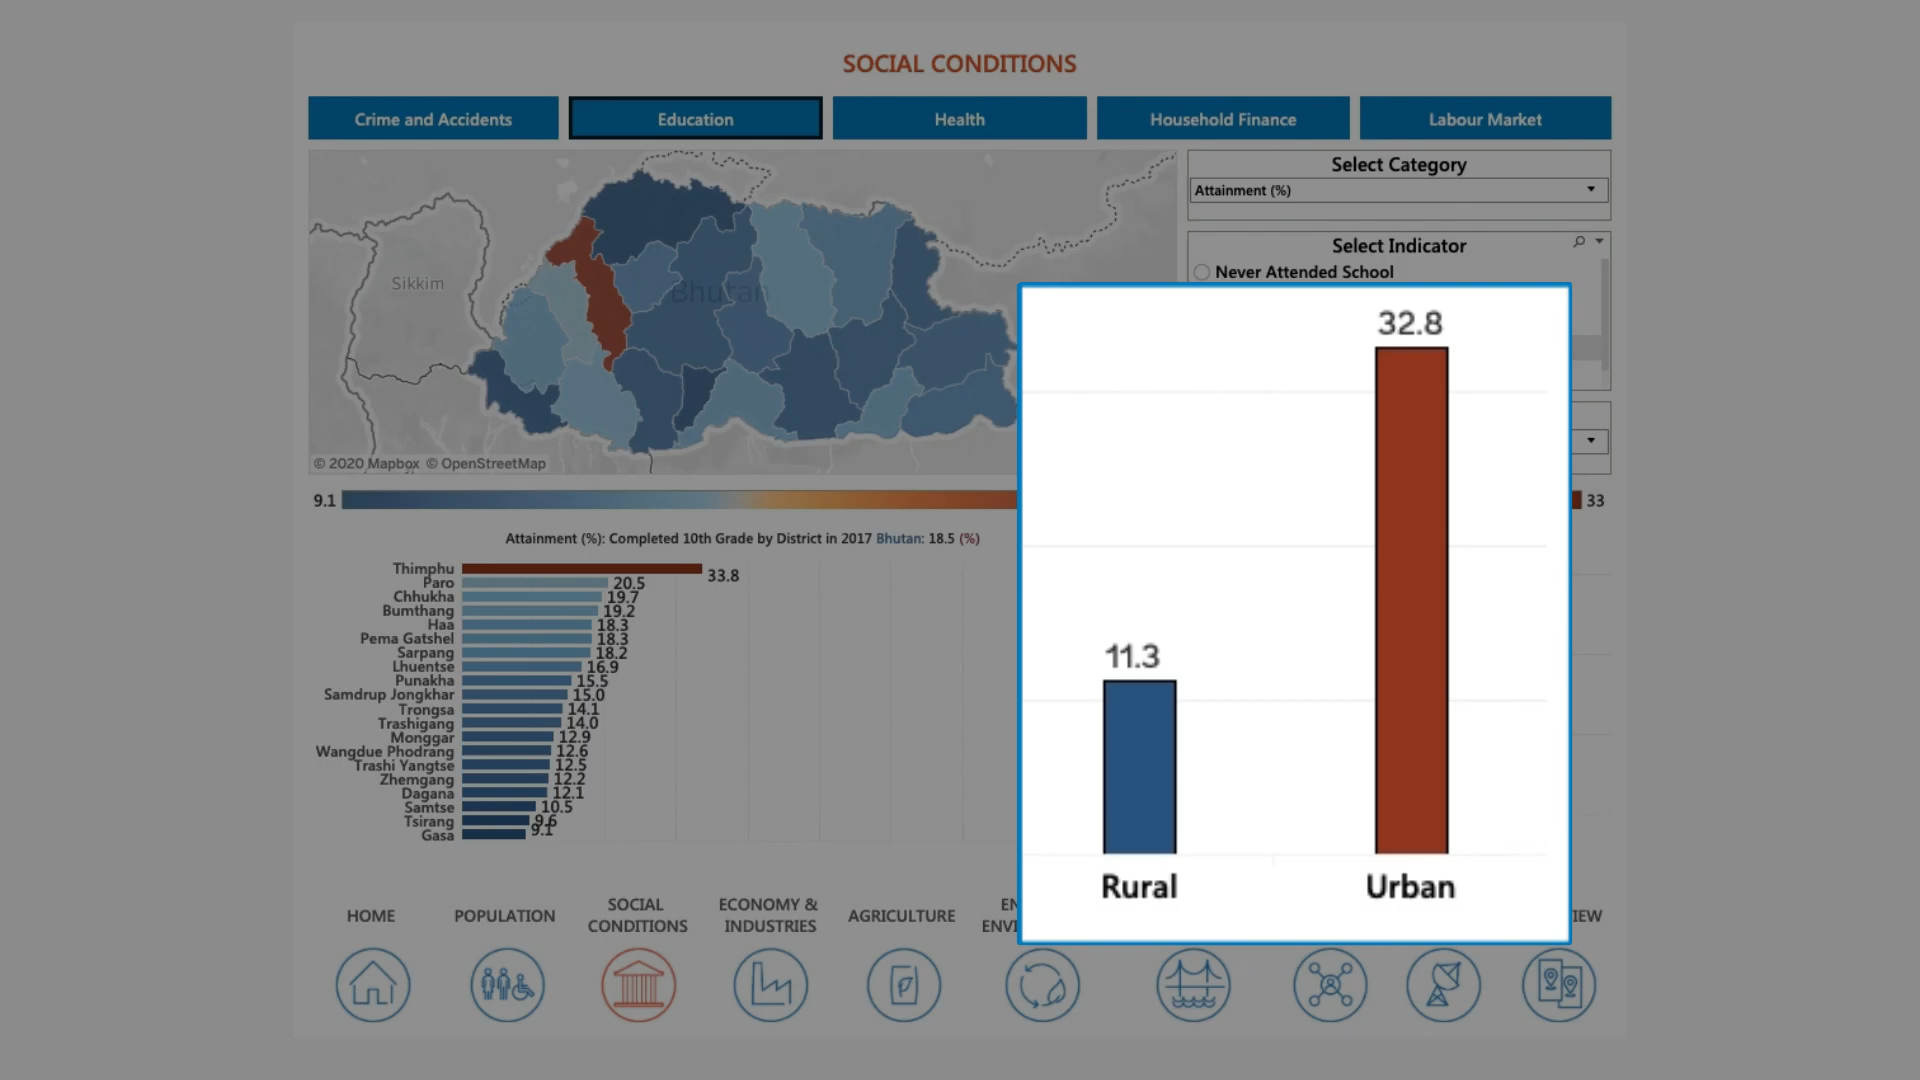 SOCIAL CONDITIONS
Crime and Accidents
Education
Health
Household Finance
Labour Market
Select Category
Attainment (%)
Select Indicator
Never Attended School
Sikkim
Bhutan
© 2020 Mapbox © OpenStreetMap
9.1
33
Attainment (%): Completed 10th Grade by District in 2017 Bhutan: 18.5 (%)
Thimphu 33.8
Paro 20.5
Chhukha 19.7
Bumthang 19.2
Haa 18.3
Pema Gatshel 18.3
Sarpang 18.2
Lhuentse 16.9
Punakha 15.5
Samdrup Jongkhar 15.0
Trongsa 14.1
Trashigang 14.0
Monggar 12.9
Wangdue Phodrang 12.6
Trashi Yangtse 12.5
Zhemgang 12.2
Dagana 12.1
Samtse 10.5
Tsirang 9.6
Gasa 9.1
32.8
11.3
Rural
Urban
HOME
POPULATION
SOCIAL
CONDITIONS
ECONOMY &
INDUSTRIES
AGRICULTURE
EN
ENVI
IEW